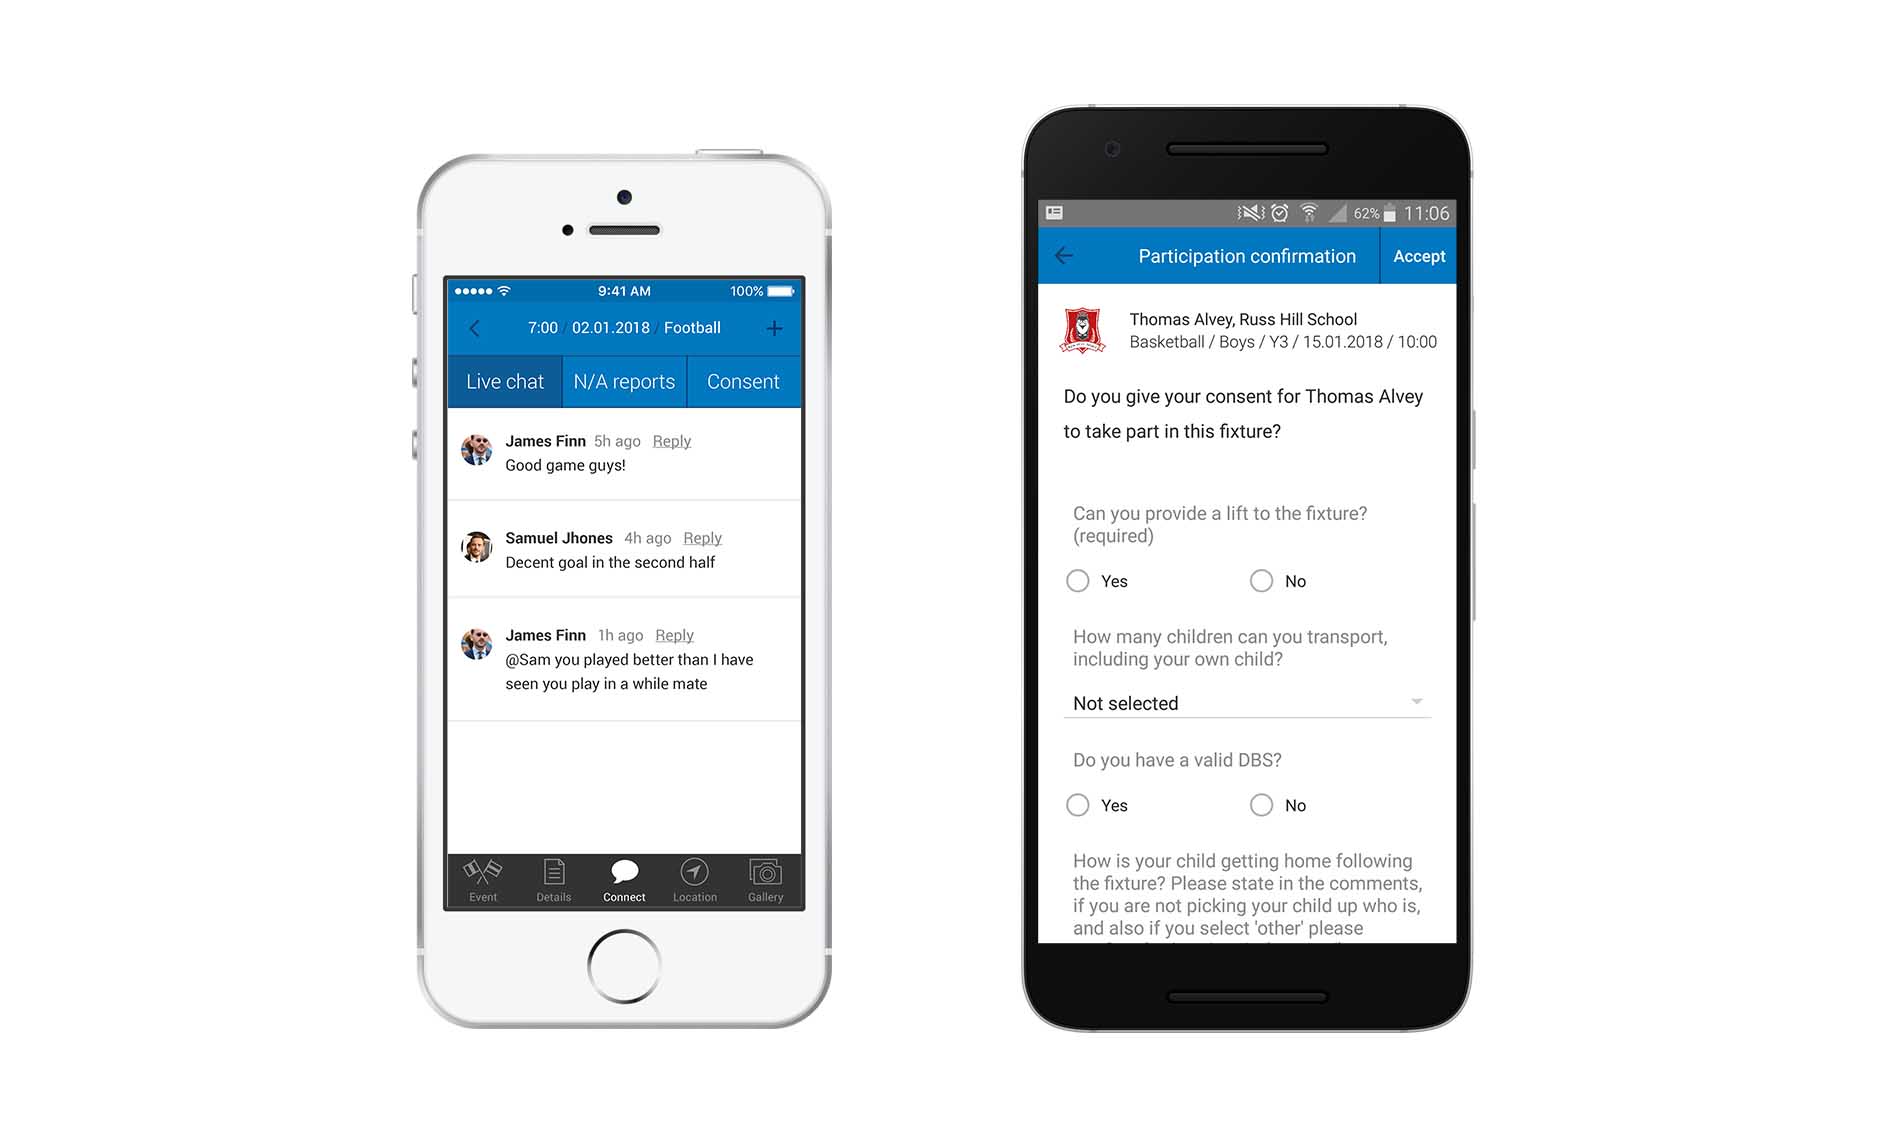 9:41 AM
100%
7:00 / 02.01.2018 / Football
Live chat
N/A reports
Consent
James Finn 5h ago Reply
Good game guys!
Samuel Jhones 4h ago Reply
Decent goal in the second half
James Finn 1h ago Reply
@Sam you played better than I have
seen you play in a while mate
Event
Details
Connect
Location
Gallery
62% 11:06
Participation confirmation
Accept
Thomas Alvey, Russ Hill School
Basketball / Boys / Y3 / 15.01.2018 / 10:00
Do you give your consent for Thomas Alvey
to take part in this fixture?
Can you provide a lift to the fixture?
(required)
Yes
No
How many children can you transport,
including your own child?
Not selected
Do you have a valid DBS?
Yes
No
How is your child getting home following
the fixture? Please state in the comments,
if you are not picking your child up who is,
and also if you select 'other' please